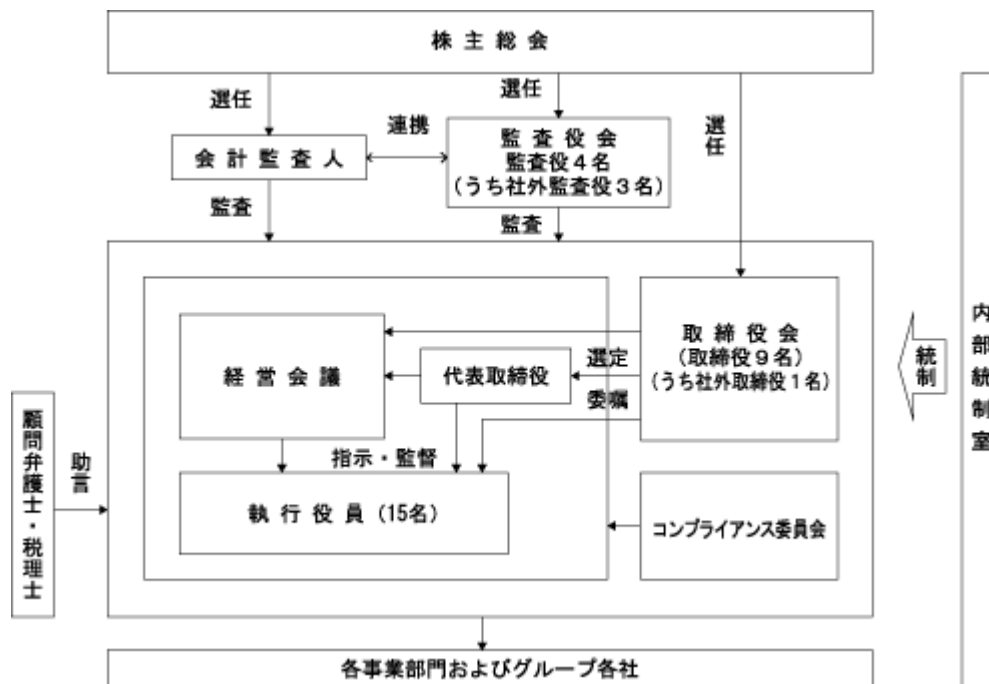 株主総会
選任
選任
選任
会計監査人
連携
監査役会
監査役4名
(うち社外監査役3名)
監査
監査
取締役会
(取締役9名)
(うち社外取締役1名)
経営会議
代表取締役
選定
委嘱
指示・監督
執行役員(15名)
コンプライアンス委員会
顧問弁護士・税理士
助言
統制
内部統制室
各事業部門およびグループ各社